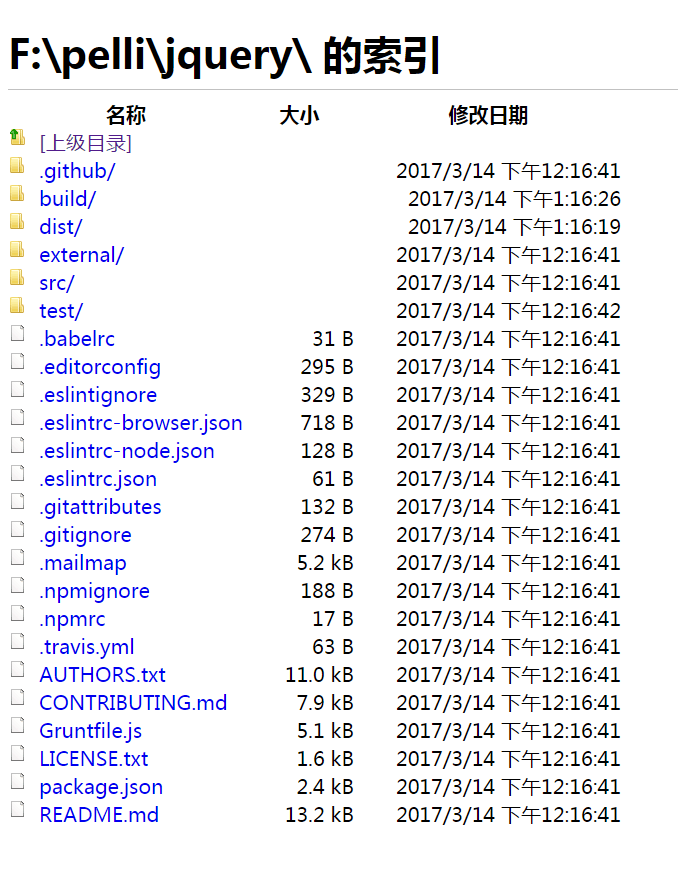 F:\pelli\jquery\ 的索引
名称 大小 修改日期
[上级目录]
.github/ 2017/3/14 下午12:16:41
build/ 2017/3/14 下午1:16:26
dist/ 2017/3/14 下午1:16:19
external/ 2017/3/14 下午12:16:41
src/ 2017/3/14 下午12:16:41
test/ 2017/3/14 下午12:16:42
.babelrc 31 B 2017/3/14 下午12:16:41
.editorconfig 295 B 2017/3/14 下午12:16:41
.eslintignore 329 B 2017/3/14 下午12:16:41
.eslintrc-browser.json 718 B 2017/3/14 下午12:16:41
.eslintrc-node.json 128 B 2017/3/14 下午12:16:41
.eslintrc.json 61 B 2017/3/14 下午12:16:41
.gitattributes 132 B 2017/3/14 下午12:16:41
.gitignore 274 B 2017/3/14 下午12:16:41
.mailmap 5.2 kB 2017/3/14 下午12:16:41
.npmignore 188 B 2017/3/14 下午12:16:41
.npmrc 17 B 2017/3/14 下午12:16:41
.travis.yml 63 B 2017/3/14 下午12:16:41
AUTHORS.txt 11.0 kB 2017/3/14 下午12:16:41
CONTRIBUTING.md 7.9 kB 2017/3/14 下午12:16:41
Gruntfile.js 5.1 kB 2017/3/14 下午12:16:41
LICENSE.txt 1.6 kB 2017/3/14 下午12:16:41
package.json 2.4 kB 2017/3/14 下午12:16:41
README.md 13.2 kB 2017/3/14 下午12:16:41